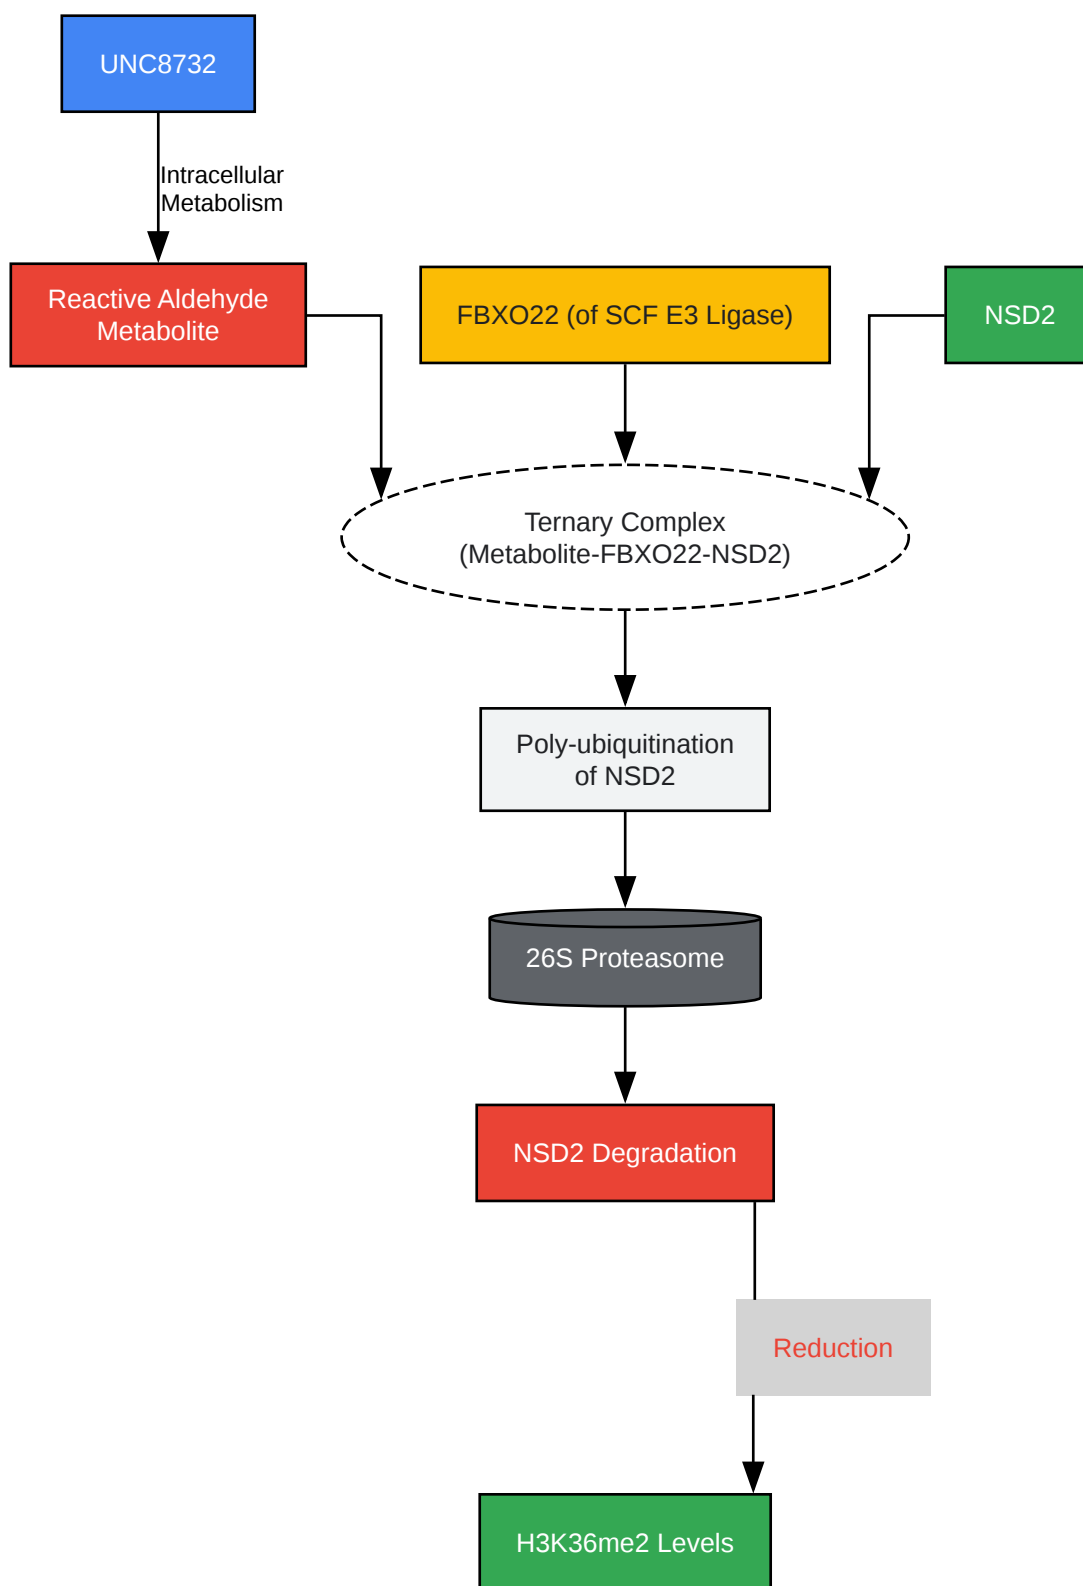 UNC8732
Intracellular
Metabolism
Reactive Aldehyde
Metabolite
FBXO22 (of SCF E3 Ligase)
NSD2
Ternary Complex
(Metabolite-FBXO22-NSD2)
Poly-ubiquitination
of NSD2
26S Proteasome
NSD2 Degradation
Reduction
H3K36me2 Levels